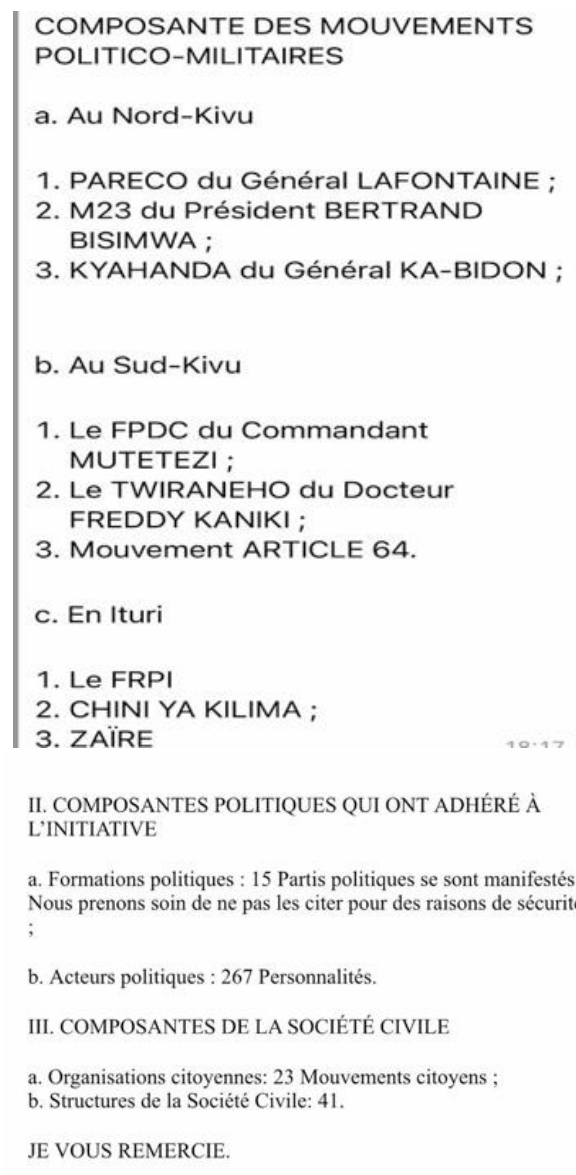 COMPOSANTE DES MOUVEMENTS
POLITICO-MILITAIRES
a. Au Nord-Kivu
1. PARECO du Général LAFONTAINE ;
2. M23 du Président BERTRAND
BISIMWA ;
3. KYAHANDA du Général KA-BIDON ;
b. Au Sud-Kivu
1. Le FPDC du Commandant
MUTETEZI ;
2. Le TWIRANEHO du Docteur
FREDDY KANIKI ;
3. Mouvement ARTICLE 64.
c. En Ituri
1. Le FRPI
2. CHINI YA KILIMA ;
3. ZAÏRE
18:17
II. COMPOSANTES POLITIQUES QUI ONT ADHÉRÉ À
L'INITIATIVE
a. Formations politiques : 15 Partis politiques se sont manifestés
Nous prenons soin de ne pas les citer pour des raisons de
;
b. Acteurs politiques : 267 Personnalités.
III. COMPOSANTES DE LA SOCIÉTÉ CIVILE
a. Organisations citoyennes: 23 Mouvements citoyens ;
b. Structures de la Société Civile: 41.
JE VOUS REMERCIE.